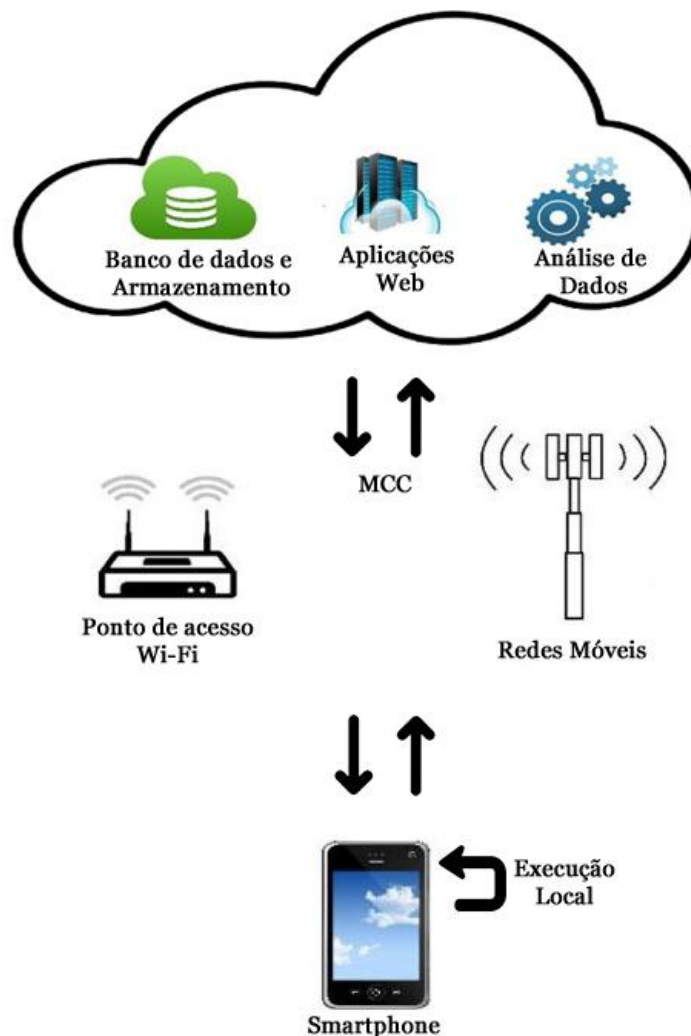 Banco de dados e
Armazenamento
Aplicações
Web
Análise de
Dados
MCC
Ponto de acesso
Wi-Fi
Redes Móveis
Execução
Local
Smartphone